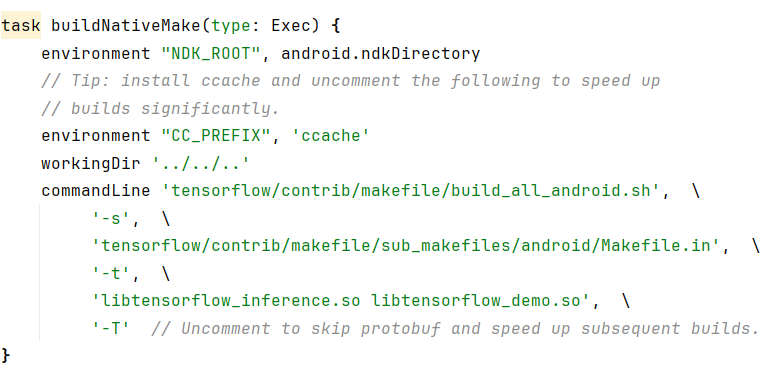 task buildNativeMake(type: Exec) {
    environment "NDK_ROOT", android.ndkDirectory
    // Tip: install ccache and uncomment the following to speed up
    // builds significantly.
    environment "CC_PREFIX", 'ccache'
    workingDir '../../..'
    commandLine 'tensorflow/contrib/makefile/build_all_android.sh',  \
         '-s',  \
         'tensorflow/contrib/makefile/sub_makefiles/android/Makefile.in',  \
         '-t',  \
         'libtensorflow_inference.so libtensorflow_demo.so',  \
         '-T'  // Uncomment to skip protobuf and speed up subsequent builds.
}